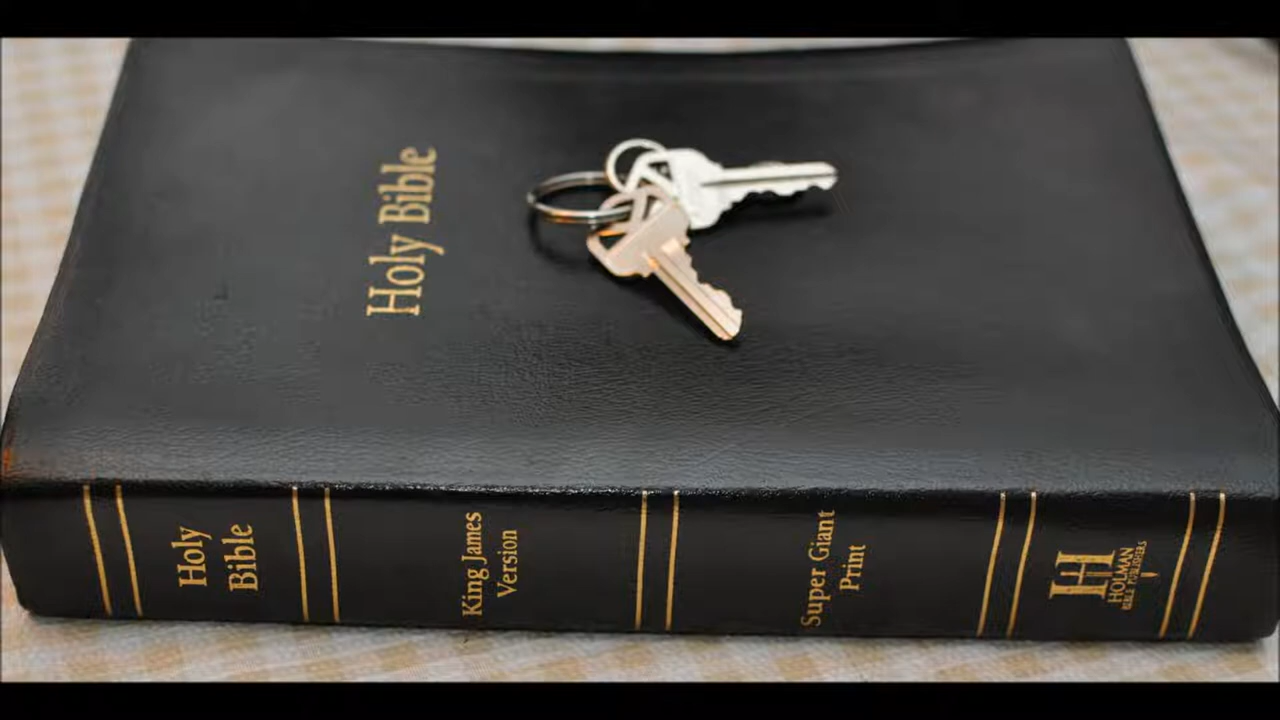 Holy Bible
Holy
Bible
King James
Version
Super Giant
Print
HOLMAN
BIBLE PUBLISHERS